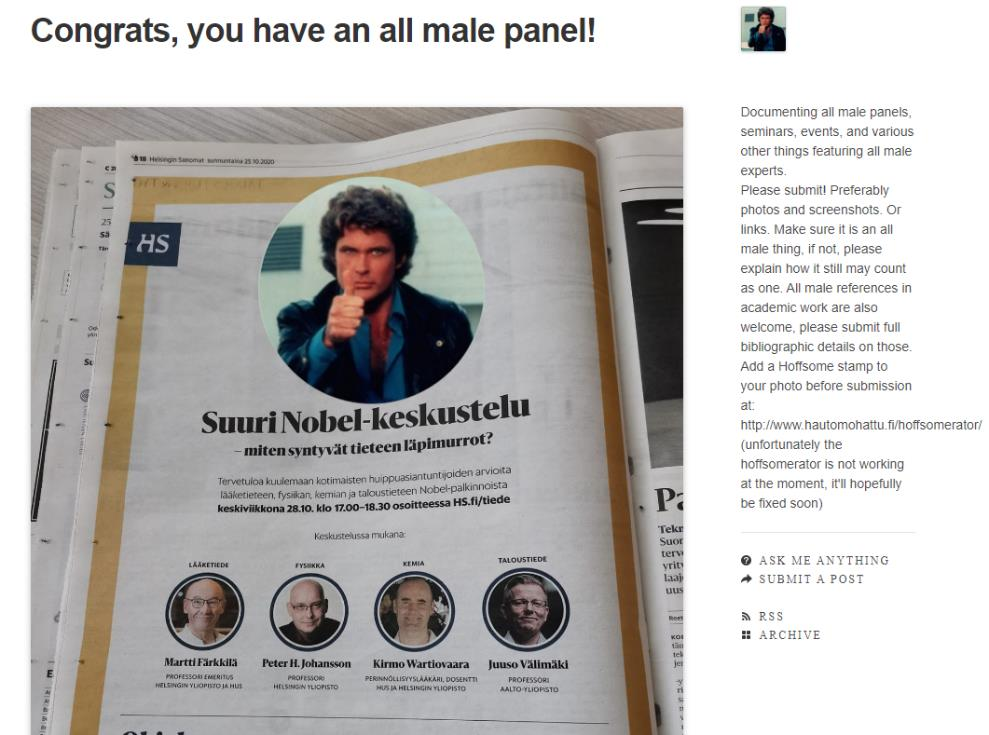 Congrats, you have an all male panel!
B 18 Helsingin Sanomat sunnuntaina 25.10.2020
HS
Suuri Nobel-keskustelu
– miten syntyvät tieteen läpimurrot?
Tervetuloa kuulemaan kotimaisten huippuasiantuntijoiden arvioita
lääketieteen, fysiikan, kemian ja taloustieteen Nobel-palkinnoista
keskiviikkona 28.10. klo 17.00–18.30 osoitteessa HS.fi/tiede
Keskustelussa mukana:
LÄÄKETIEDE FYSIIKKA KEMIA TALOUSTIEDE
Martti Färkkilä Peter H. Johansson Kirmo Wartiovaara Juuso Välimäki
PROFESSORI EMERITUS PROFESSORI PERINNÖLLISYYSLÄÄKÄRI, DOSENTTI PROFESSORI
HELSINGIN YLIOPISTO JA HUS HELSINGIN YLIOPISTO HUS JA HELSINGIN YLIOPISTO AALTO-YLIOPISTO
Documenting all male panels,
seminars, events, and various
other things featuring all male
experts.
Please submit! Preferably
photos and screenshots. Or
links. Make sure it is an all
male thing, if not, please
explain how it still may count
as one. All male references in
academic work are also
welcome, please submit full
bibliographic details on those.
Add a Hoffsome stamp to
your photo before submission
at:
http://www.hautomohattu.fi/hoffsomerator/
(unfortunately the
hoffsomerator is not working
at the moment, it'll hopefully
be fixed soon)
ASK ME ANYTHING
SUBMIT A POST
RSS
ARCHIVE